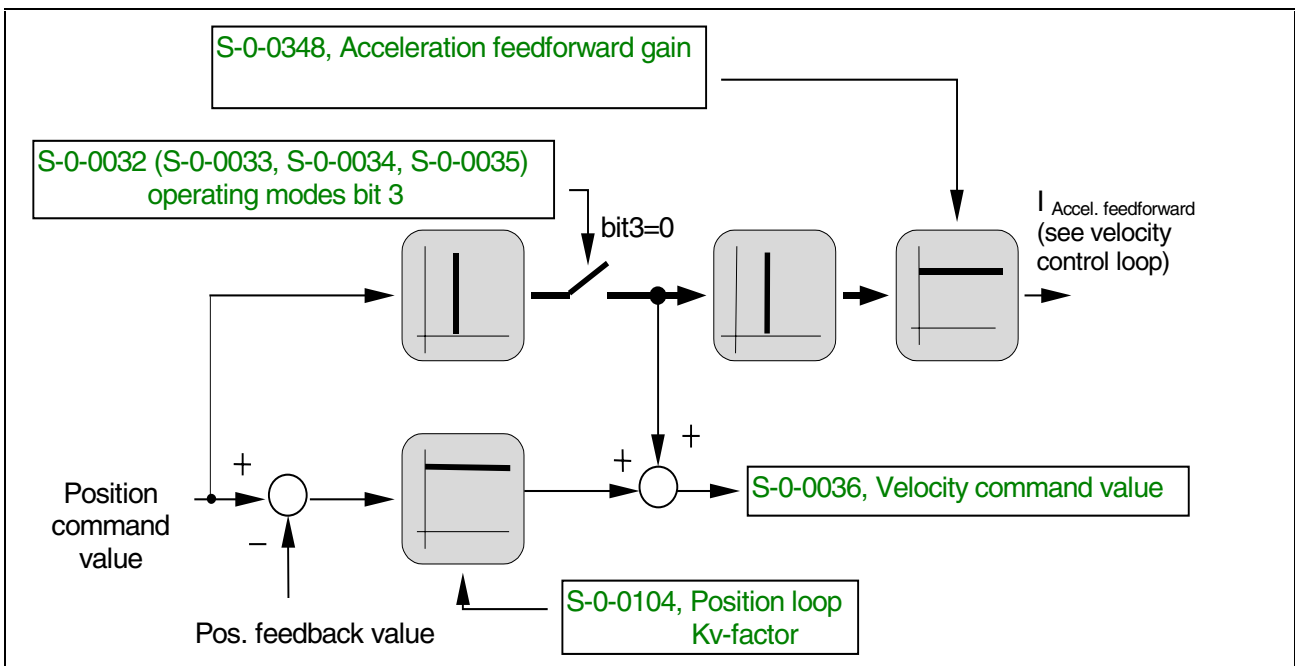 S-0-0348, Acceleration feedforward gain
S-0-0032 (S-0-0033, S-0-0034, S-0-0035)
operating modes bit 3
bit3=0
I Accel. feedforward
(see velocity
control loop)
+
+
+
S-0-0036, Velocity command value
Position
command
value
−
S-0-0104, Position loop
Kv-factor
Pos. feedback value